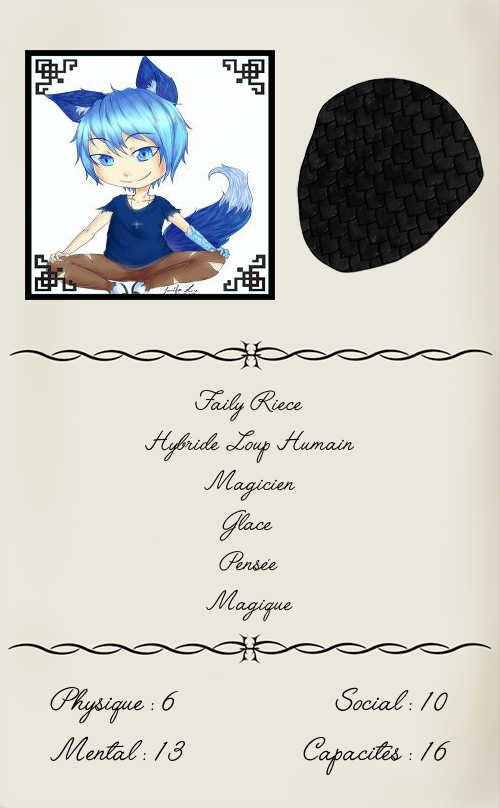 Faily Riece
Hybride Loup Humain
Magicien
Glace
Pensée
Magique
Physique : 6
Social : 10
Mental : 13
Capacités : 16